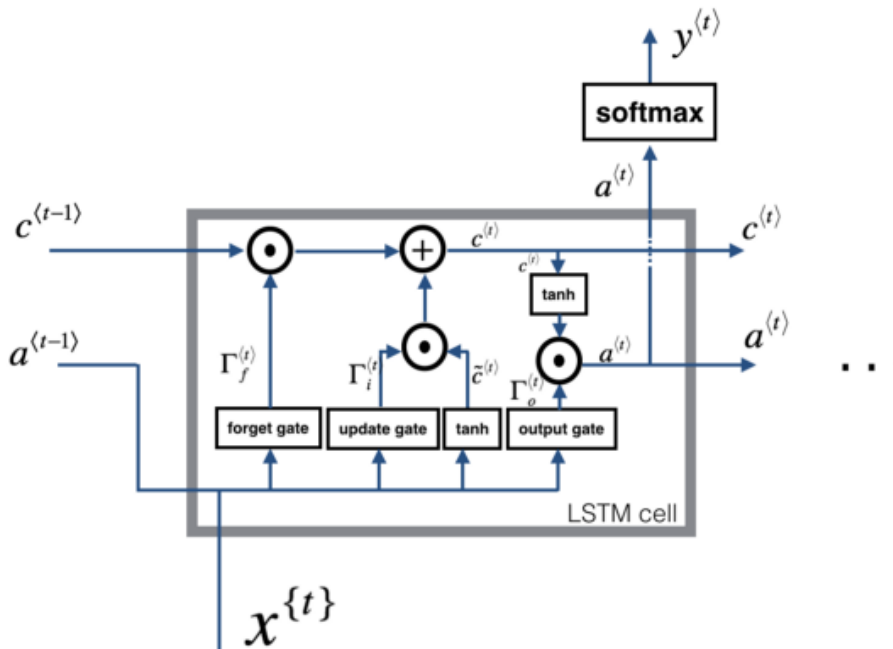 y⟨t⟩
softmax
a⟨t⟩
c⟨t−1⟩
c⟨t⟩
c⟨t⟩
c⟨t⟩
tanh
a⟨t−1⟩
a⟨t⟩
a⟨t⟩
Γf⟨t⟩
Γi⟨t⟩
c̃⟨t⟩
Γo⟨t⟩
forget gate
update gate
tanh
output gate
LSTM cell
x{t}